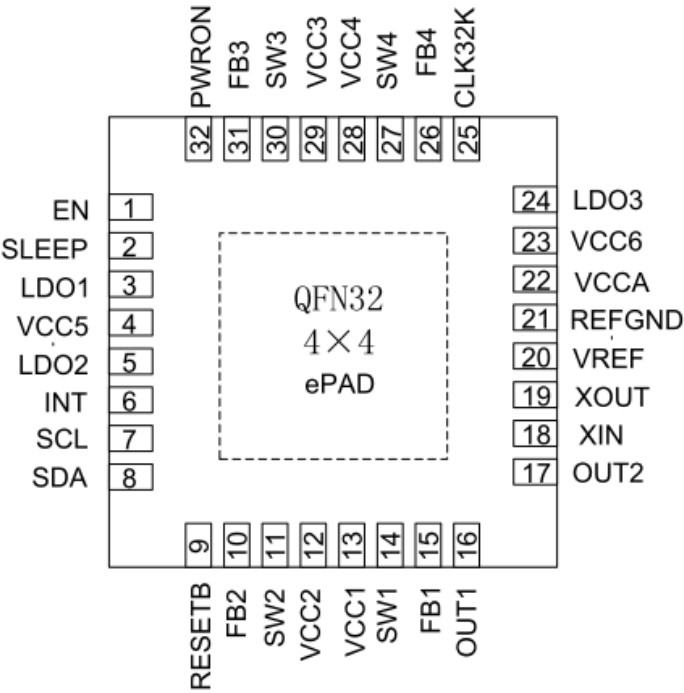 PWRON
FB3
SW3
VCC3
VCC4
SW4
FB4
CLK32K
32
31
30
29
28
27
26
25
EN 1
SLEEP 2
LDO1 3
VCC5 4
LDO2 5
INT 6
SCL 7
SDA 8
QFN32
4×4
ePAD
24 LDO3
23 VCC6
22 VCCA
21 REFGND
20 VREF
19 XOUT
18 XIN
17 OUT2
9
10
11
12
13
14
15
16
RESETB
FB2
SW2
VCC2
VCC1
SW1
FB1
OUT1